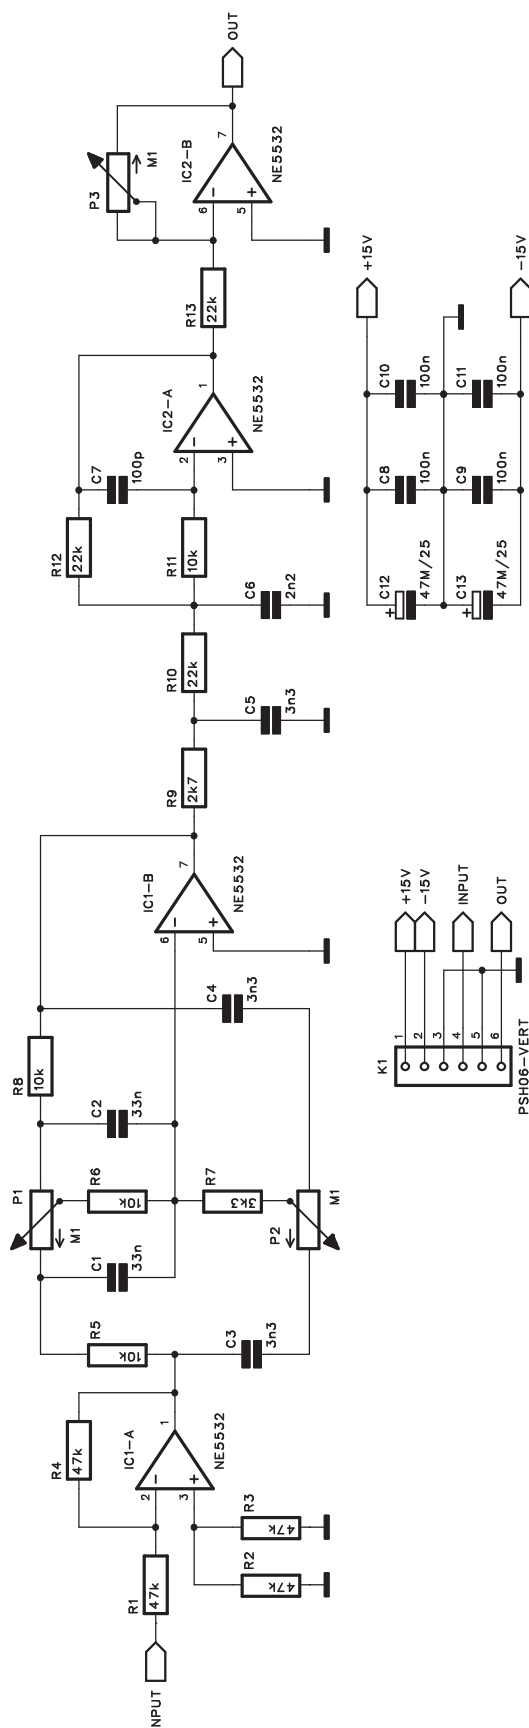 NPUT
R1
47k
R2
47k
R3
47k
R4
47k
IC1-A
NE5532
2
3
1
R5
10k
C3
3n3
C1
33n
P1
M1
R6
10k
R7
3k3
P2
M1
C2
33n
R8
10k
C4
3n3
IC1-B
NE5532
6
5
7
R9
2k7
C5
3n3
R10
22k
C6
2n2
R12
22k
R11
10k
C7
100p
IC2-A
NE5532
2
3
1
R13
22k
P3
M1
IC2-B
NE5532
6
5
7
OUT
K1
1
2
3
4
5
6
PSH06-VERT
+15V
-15V
INPUT
OUT
C12
47M/25
C13
47M/25
C8
100n
C9
100n
C10
100n
C11
100n
+15V
-15V